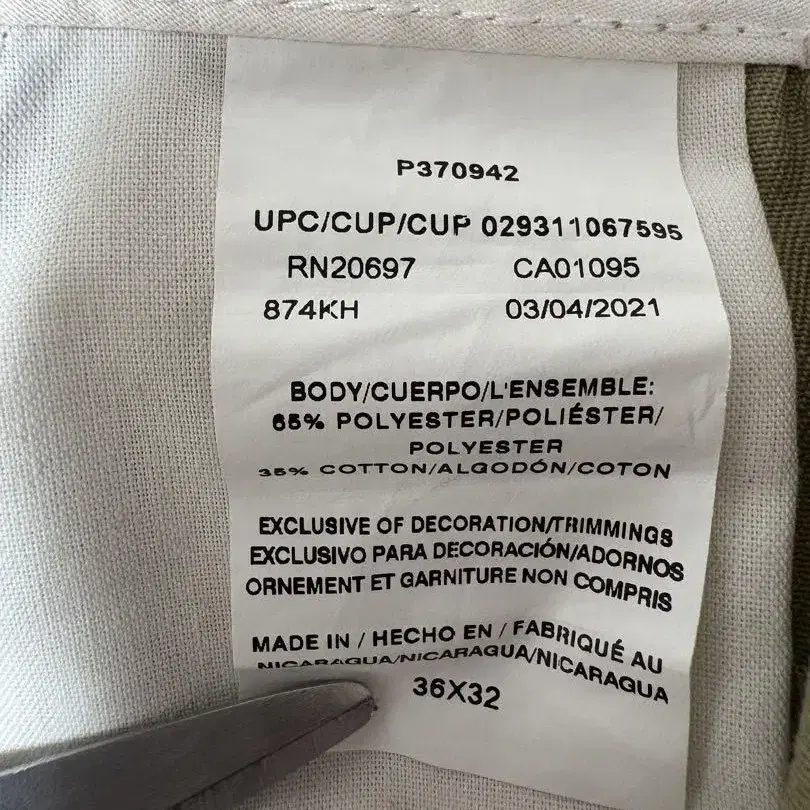 P370942
UPC/CUP/CUP 029311067595
RN20697 CA01095
874KH 03/04/2021
BODY/CUERPO/L'ENSEMBLE:
65% POLYESTER/POLIÉSTER/
POLYESTER
35% COTTON/ALGODÓN/COTON
EXCLUSIVE OF DECORATION/TRIMMINGS
EXCLUSIVO PARA DECORACIÓN/ADORNOS
ORNEMENT ET GARNITURE NON COMPRIS
MADE IN / HECHO EN / FABRIQUÉ AU
NICARAGUA/NICARAGUA/NICARAGUA
36X32